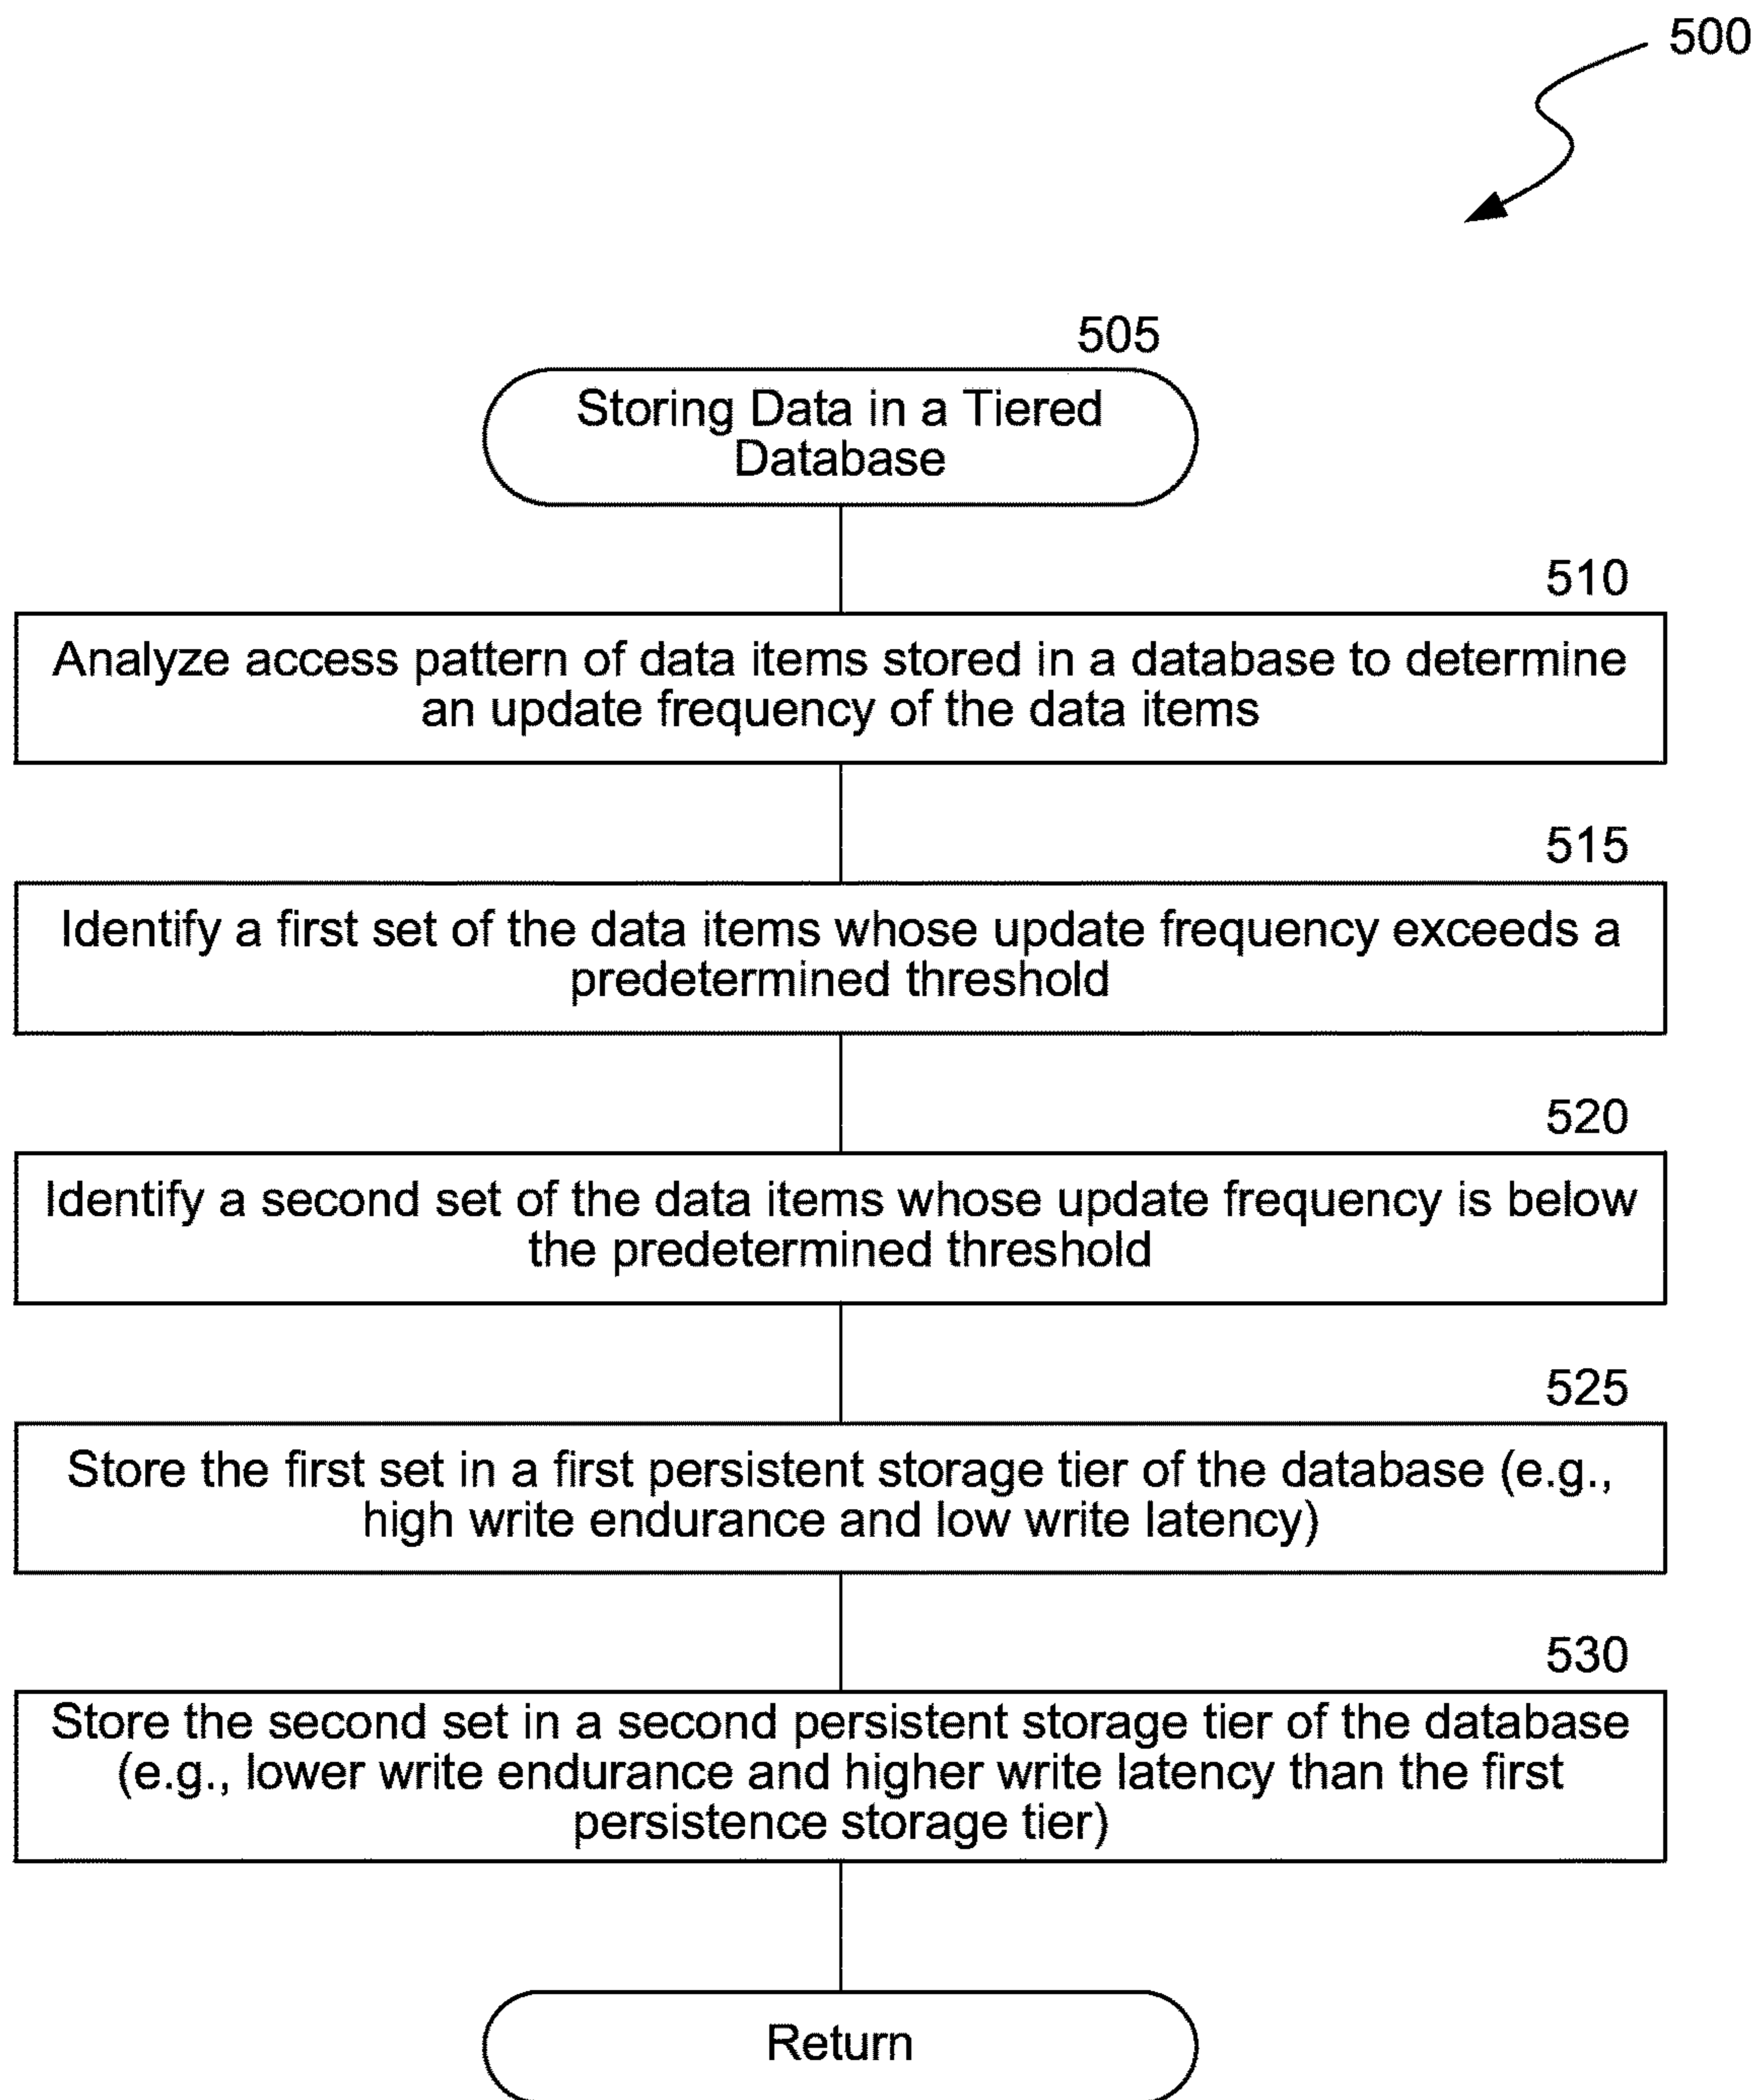 500
505
Storing Data in a Tiered
Database
510
Analyze access pattern of data items stored in a database to determine
an update frequency of the data items
515
Identify a first set of the data items whose update frequency exceeds a
predetermined threshold
520
Identify a second set of the data items whose update frequency is below
the predetermined threshold
525
Store the first set in a first persistent storage tier of the database (e.g.,
high write endurance and low write latency)
530
Store the second set in a second persistent storage tier of the database
(e.g., lower write endurance and higher write latency than the first
persistence storage tier)
Return